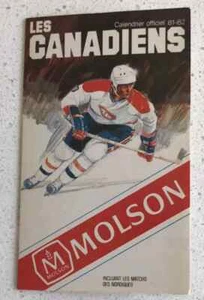 LES
Calendrier officiel 81-82
CANADIENS
MOLSON
MOLSON
INCLUANT LES MATCHS
DES NORDIQUES